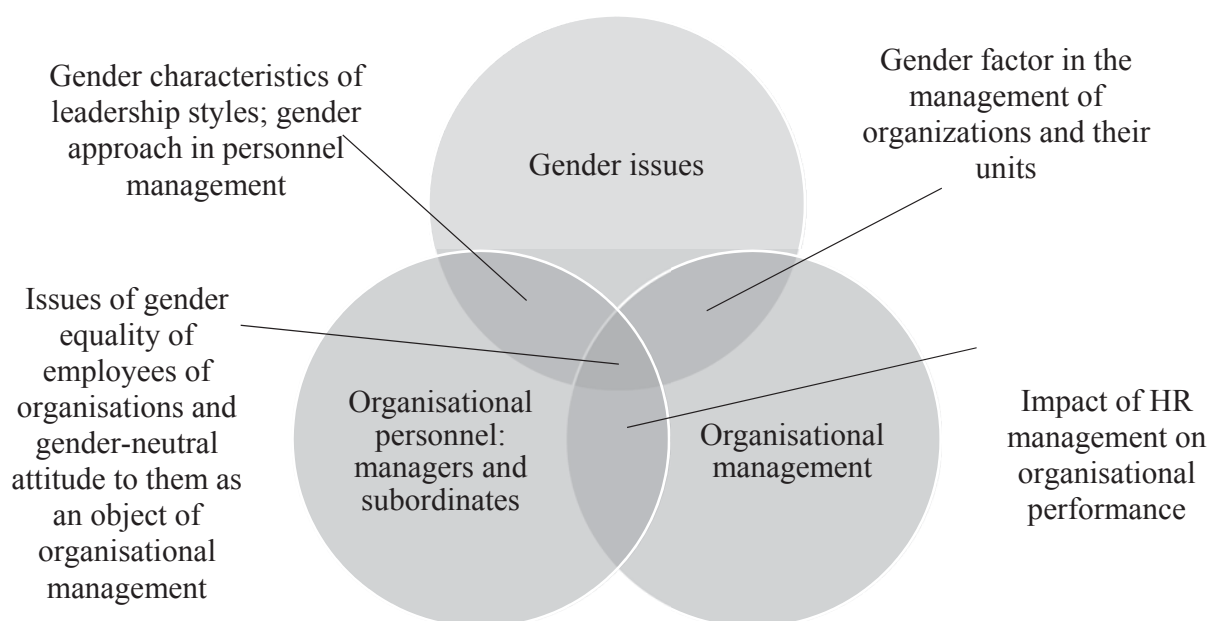 Gender characteristics of
leadership styles; gender
approach in personnel
management
Gender factor in the
management of
organizations and their
units
Gender issues
Issues of gender
equality of
employees of
organisations and
gender-neutral
attitude to them as
an object of
organisational
management
Organisational
personnel:
managers and
subordinates
Organisational
management
Impact of HR
management on
organisational
performance